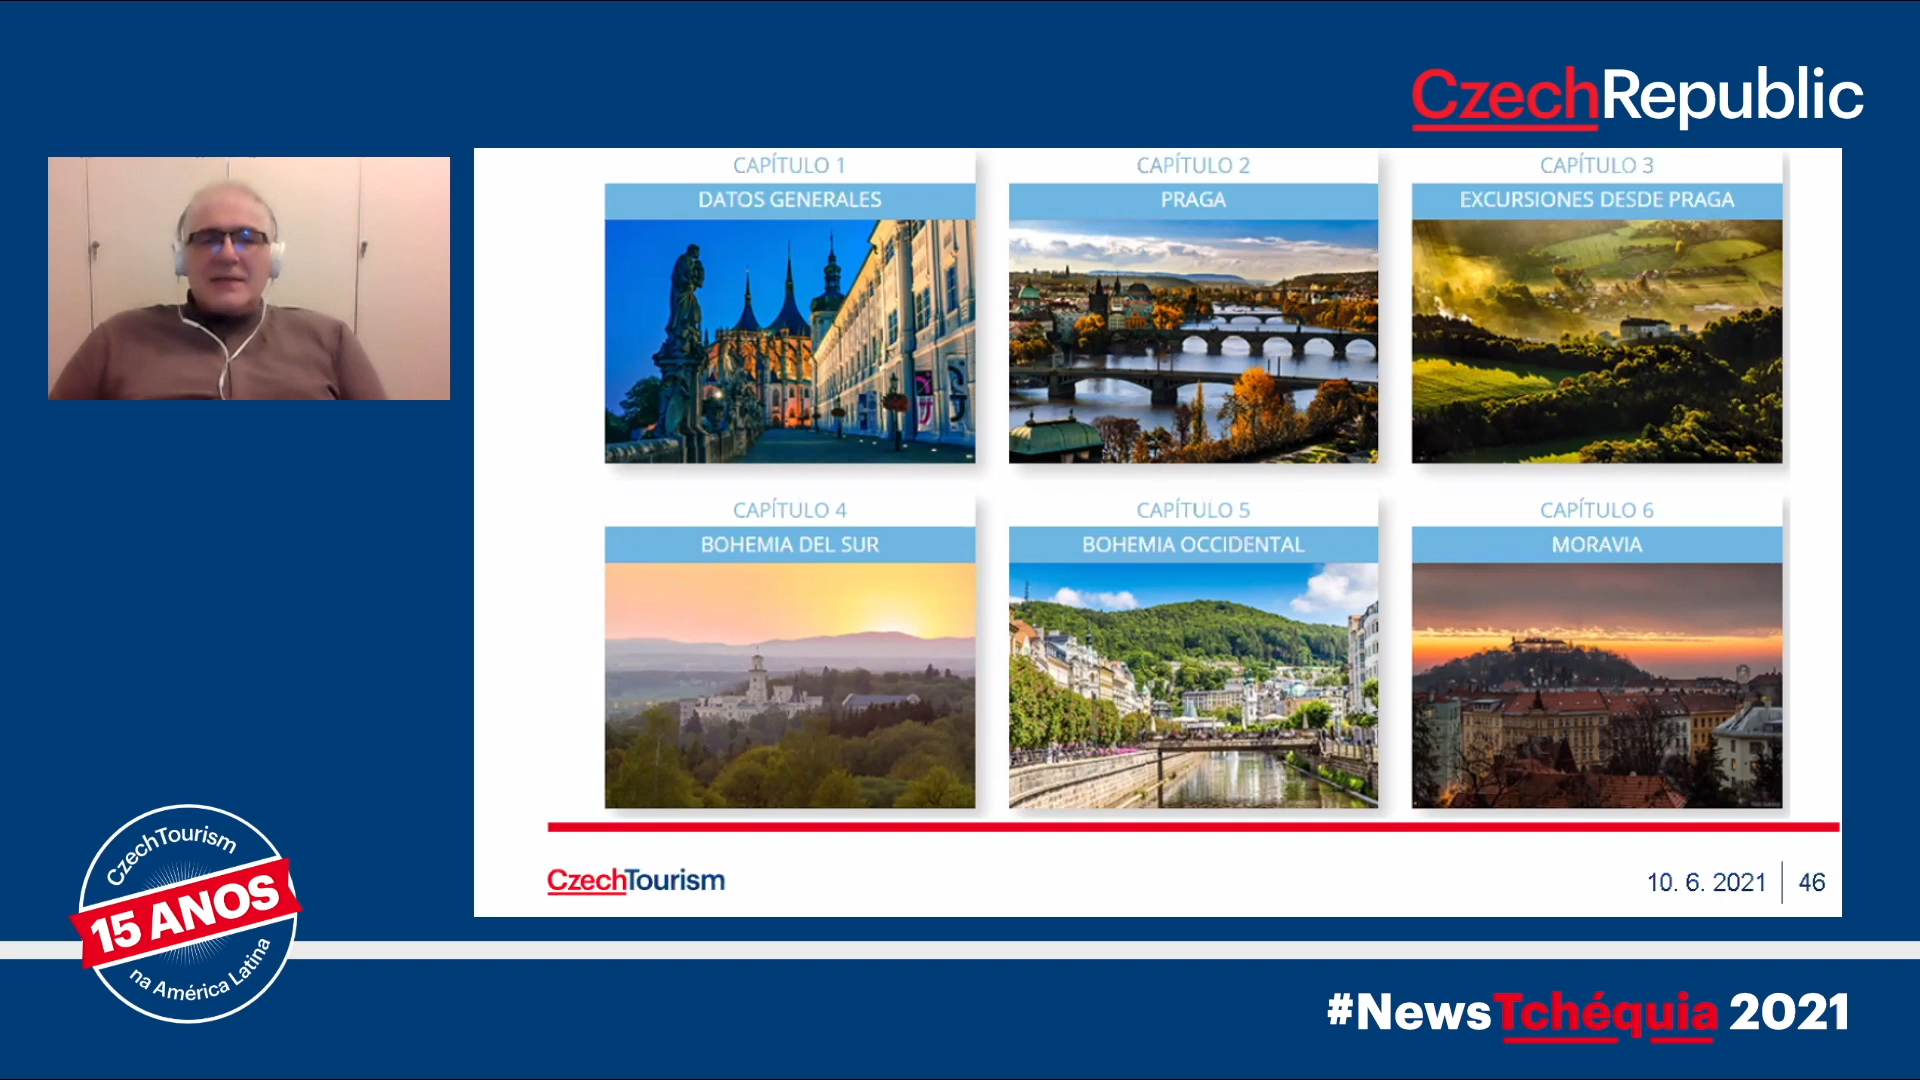 CzechRepublic
CAPÍTULO 1
DATOS GENERALES
CAPÍTULO 2
PRAGA
CAPÍTULO 3
EXCURSIONES DESDE PRAGA
CAPÍTULO 4
BOHEMIA DEL SUR
CAPÍTULO 5
BOHEMIA OCCIDENTAL
CAPÍTULO 6
MORAVIA
CzechTourism
10. 6. 2021
46
CzechTourism
15 ANOS
na América Latina
#NewsTchéquia 2021